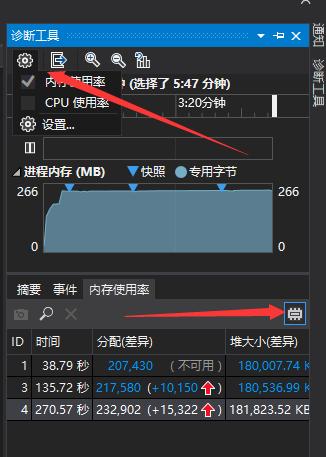 诊断工具
通知
诊断工具
内存使用率
CPU 使用率
设置...
(选择了 5:47 分钟)
3:20分钟
进程内存 (MB)
快照
专用字节
266
266
0
0
摘要 事件 内存使用率
ID 时间 分配(差异) 堆大小(差异)
1 38.79 秒 207,430 (不可用) 180,007.74 K
3 135.72 秒 217,580 (+10,150 180,536.99 K
4 270.57 秒 232,902 (+15,322 181,823.52 KB